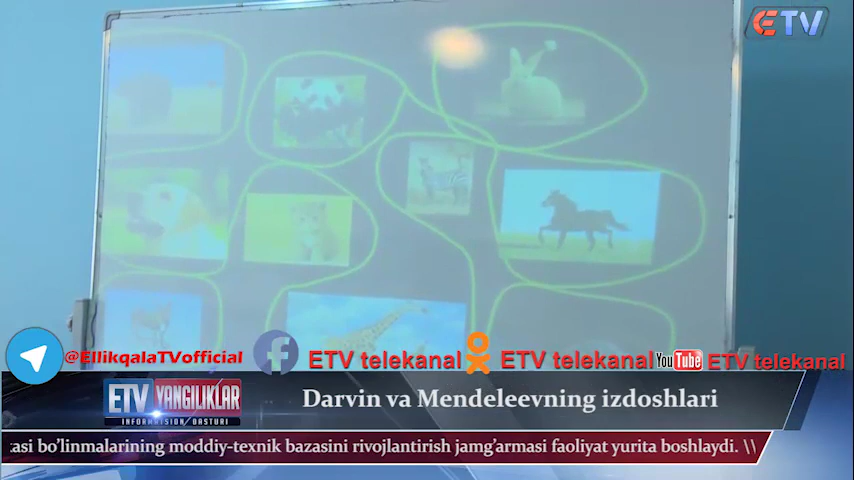 ETV
@EllikqalaTVofficial
ETV telekanal
ETV telekanal
YouTube
ETV telekanal
ETV YANGILIKLAR
INFORMATSION DASTURI
Darvin va Mendeleevning izdoshlari
asi bo'linmalarining moddiy-texnik bazasini rivojlantirish jamg'armasi faoliyat yurita boshlaydi. \\